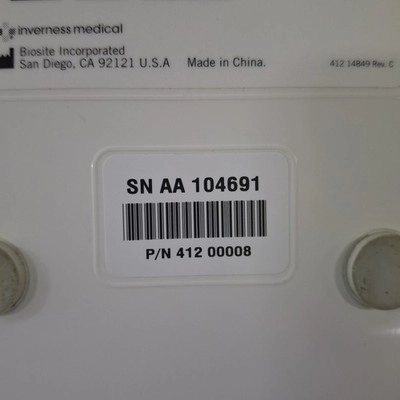 inverness medical
Biosite Incorporated
San Diego, CA 92121 U.S.A Made in China. 412 14849 Rev. C
SN AA 104691
P/N 412 00008